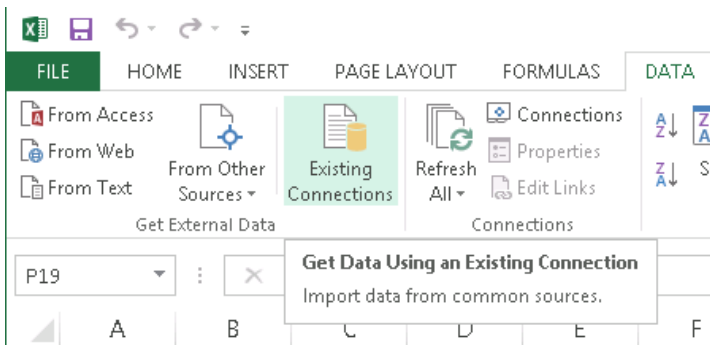 FILE HOME INSERT PAGE LAYOUT FORMULAS DATA
From Access
From Web
From Text
From Other
Sources
Existing
Connections
Get External Data
Refresh
All
Connections
Properties
Edit Links
Connections
A
Z
Z
A
Z
A
S
P19
Get Data Using an Existing Connection
Import data from common sources.
A B C D E F